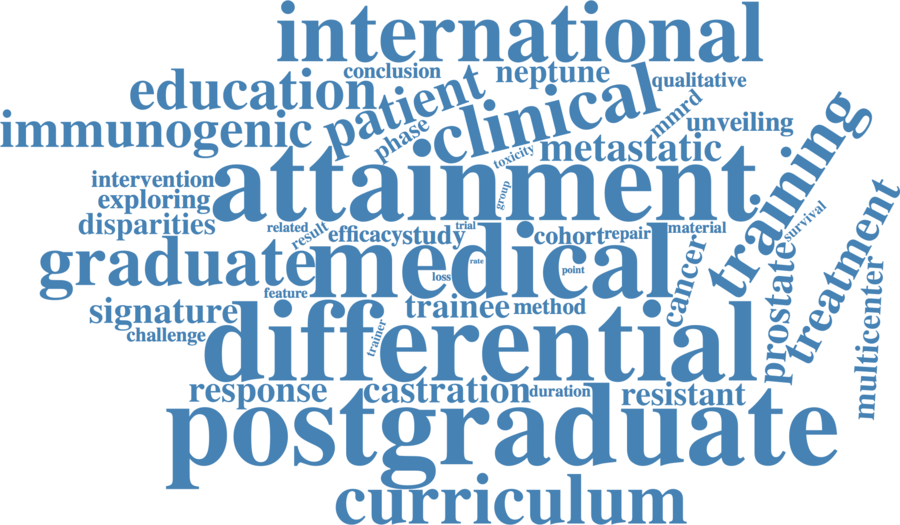 international
conclusion
neptune
qualitative
education
patient
clinical
mmrd
immunogenic
phase
unveiling
training
toxicity
metastatic
intervention
attainment
group
exploring
treatment
disparities
related
result
efficacy
study
trial
cohort
repair
material
survival
graduate
medical
rate
point
loss
cancer
prostate
multicenter
feature
signature
trainee
method
challenge
differential
trainer
response
castration
duration
resistant
postgraduate
curriculum